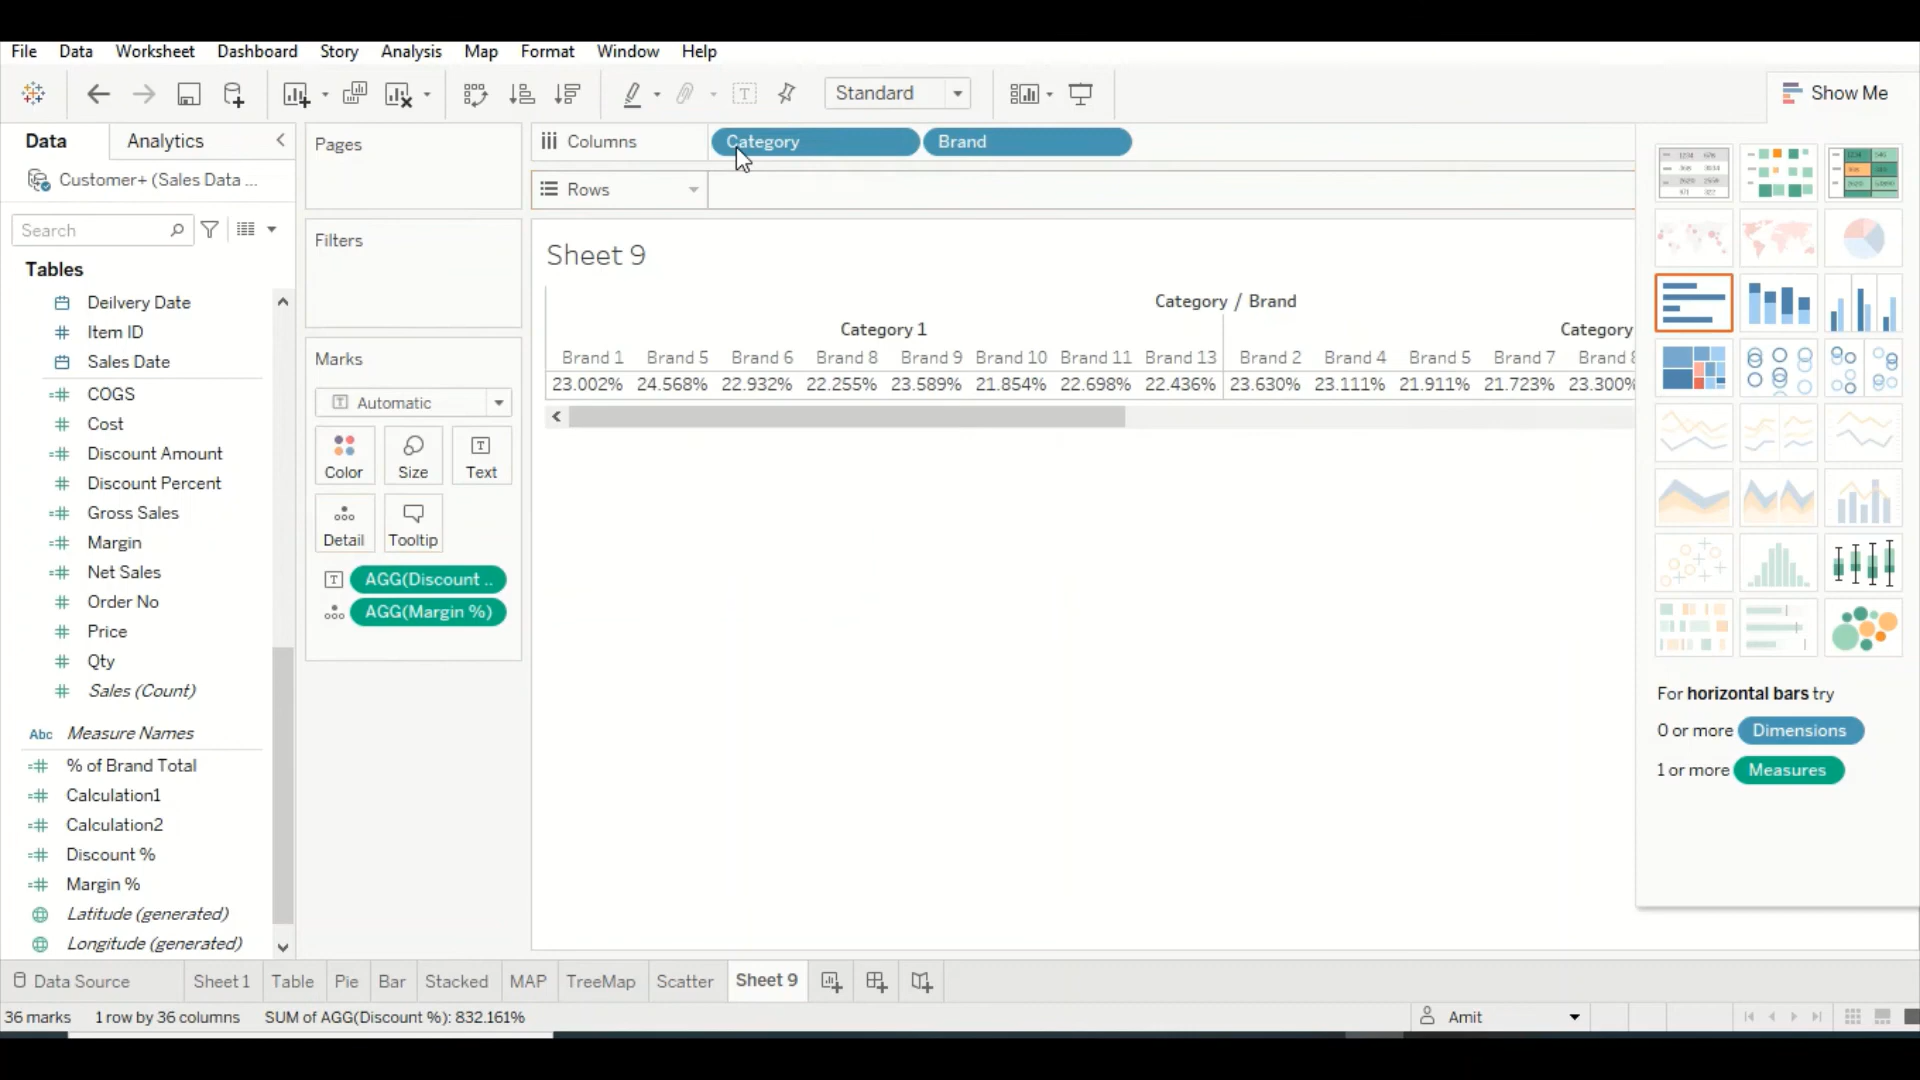 File Data Worksheet Dashboard Story Analysis Map Format Window Help
Standard
Show Me
Data Analytics
Customer+ (Sales Data ...
Search
Tables
Deilvery Date
Item ID
Sales Date
COGS
Cost
Discount Amount
Discount Percent
Gross Sales
Margin
Net Sales
Order No
Price
Qty
Sales (Count)
Abc Measure Names
% of Brand Total
Calculation1
Calculation2
Discount %
Margin %
Latitude (generated)
Longitude (generated)
Pages
Filters
Marks
Automatic
Color Size Text
Detail Tooltip
AGG(Discount ..
AGG(Margin %)
Columns Category Brand
Rows
Sheet 9
Category / Brand
Category 1 Category
Brand 1 Brand 5 Brand 6 Brand 8 Brand 9 Brand 10 Brand 11 Brand 13 Brand 2 Brand 4 Brand 5 Brand 7 Brand 8
23.002% 24.568% 22.932% 22.255% 23.589% 21.854% 22.698% 22.436% 23.630% 23.111% 21.911% 21.723% 23.300%
For horizontal bars try
0 or more Dimensions
1 or more Measures
Data Source Sheet 1 Table Pie Bar Stacked MAP TreeMap Scatter Sheet 9
36 marks 1 row by 36 columns SUM of AGG(Discount %): 832.161% Amit